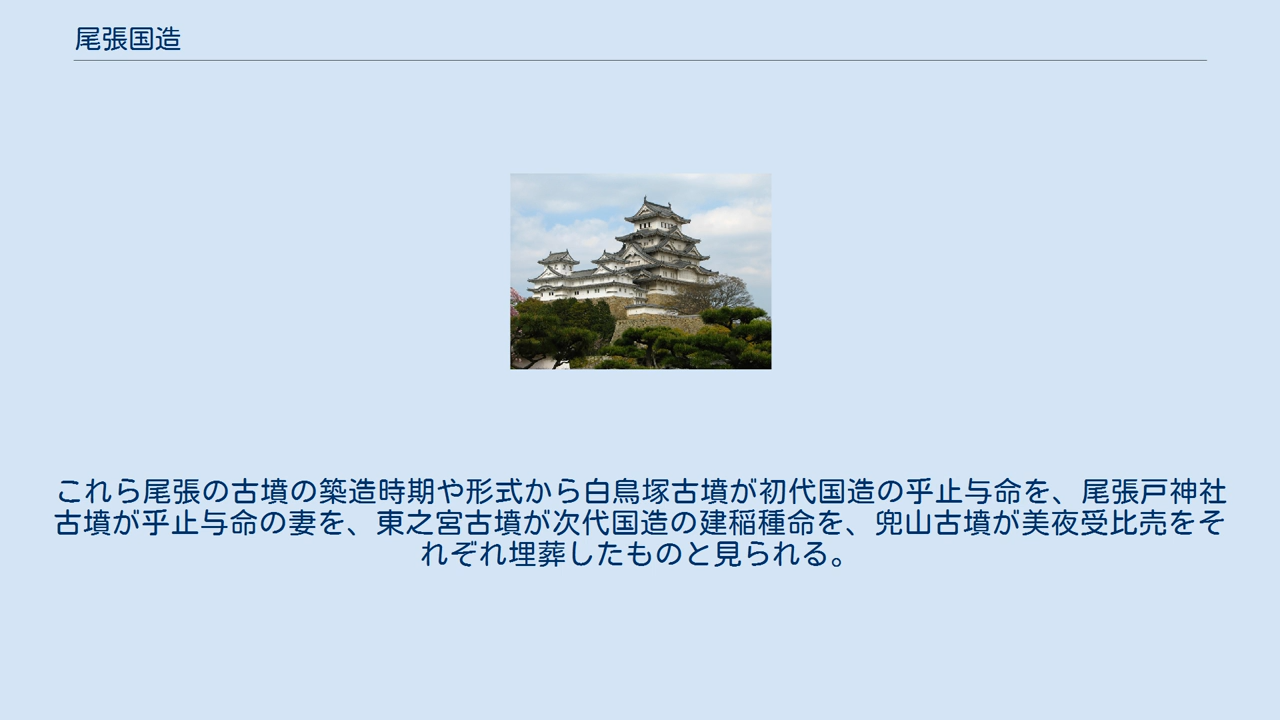 尾張国造
これら尾張の古墳の築造時期や形式から白鳥塚古墳が初代国造の乎止与命を、尾張戸神社
古墳が乎止与命の妻を、東之宮古墳が次代国造の建稲種命を、兜山古墳が美夜受比売をそ
れぞれ埋葬したものと見られる。